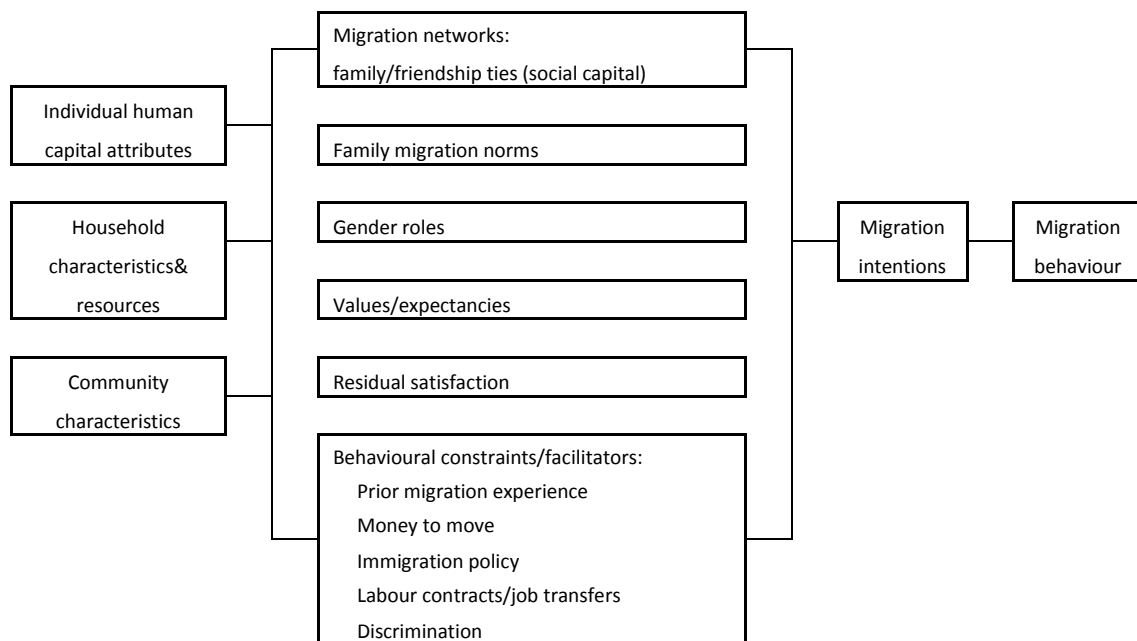 Migration networks:
family/friendship ties (social capital)
Individual human
capital attributes
Family migration norms
Household
characteristics&
resources
Gender roles
Values/expectancies
Community
characteristics
Residual satisfaction
Behavioural constraints/facilitators:
Prior migration experience
Money to move
Immigration policy
Labour contracts/job transfers
Discrimination
Migration
intentions
Migration
behaviour